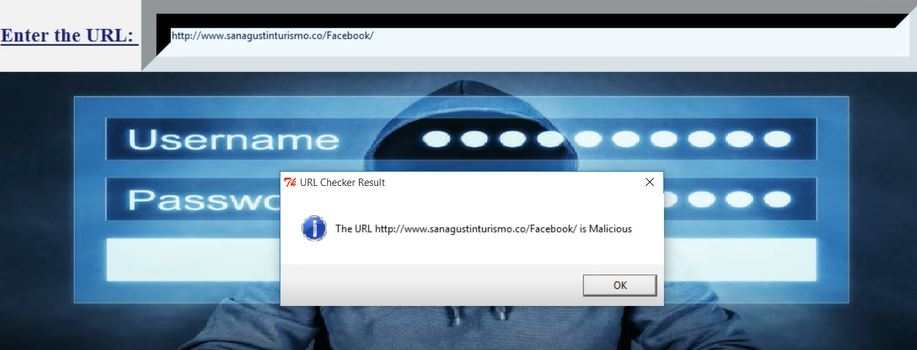 Enter the URL:
http://www.sanagustinturismo.co/Facebook/
Username
Passwo
URL Checker Result
The URL http://www.sanagustinturismo.co/Facebook/ is Malicious
OK